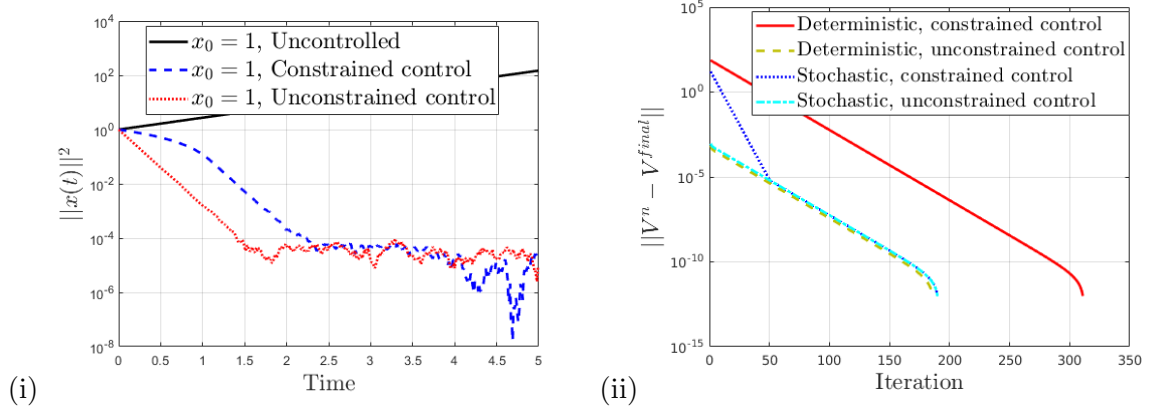 10^4
10^2
10^0
10^-2
10^-4
10^-6
10^-8
||x(t)||^2
x_0 = 1, Uncontrolled
x_0 = 1, Constrained control
x_0 = 1, Unconstrained control
0 0.5 1 1.5 2 2.5 3 3.5 4 4.5 5
Time
(i)
10^5
10^0
10^-5
10^-10
10^-15
||V^n − V^final||
Deterministic, constrained control
Deterministic, unconstrained control
Stochastic, constrained control
Stochastic, unconstrained control
0 50 100 150 200 250 300 350
Iteration
(ii)